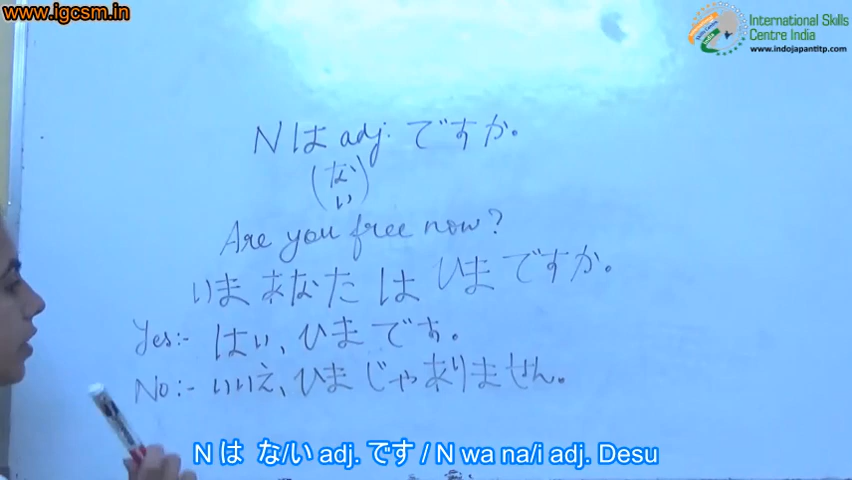 www.igcsm.in
International Skills
Centre India
www.indojapantitp.com
N は adj. ですか。
(な
い)
Are you free now?
いま あなた は ひま ですか。
Yes:- はい、ひま です。
No:- いいえ、ひま じゃ ありません。
N は な/い adj. です / N wa na/i adj. Desu